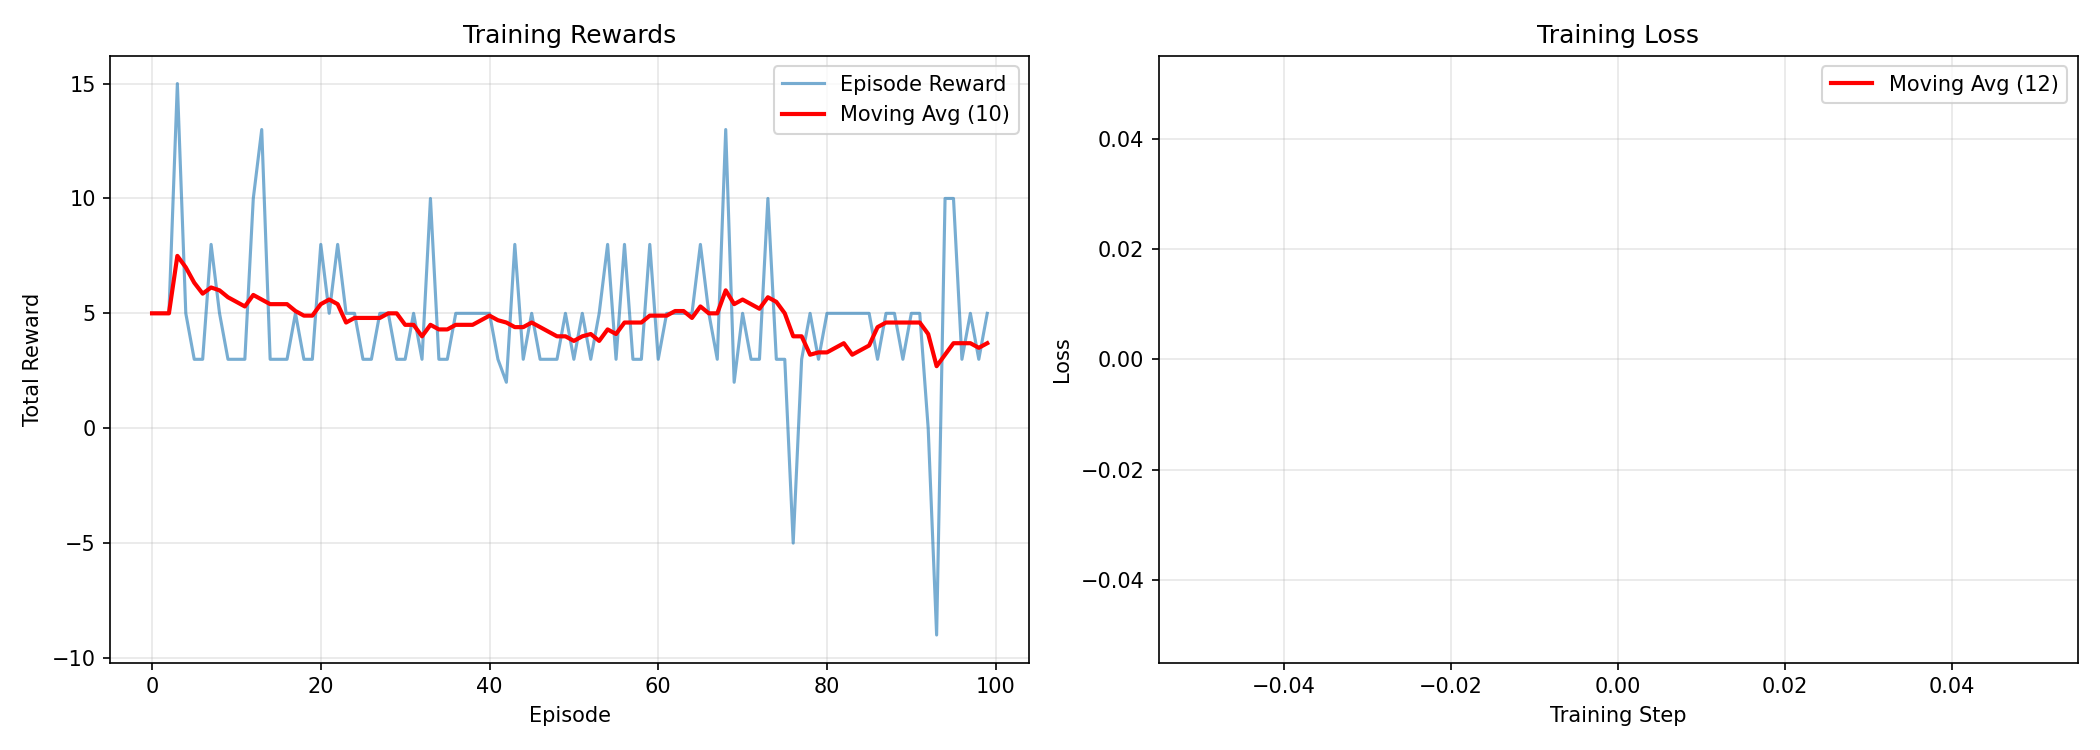 Training Rewards
Episode Reward
Moving Avg (10)
15
10
5
0
−5
−10
Total Reward
0
20
40
60
80
100
Episode
Training Loss
Moving Avg (12)
0.04
0.02
0.00
−0.02
−0.04
Loss
−0.04
−0.02
0.00
0.02
0.04
Training Step